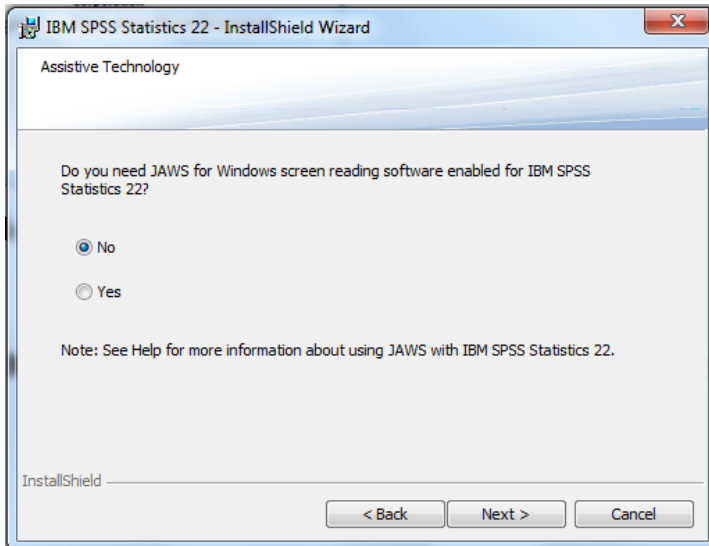 IBM SPSS Statistics 22 - InstallShield Wizard
Assistive Technology
Do you need JAWS for Windows screen reading software enabled for IBM SPSS
Statistics 22?
No
Yes
Note: See Help for more information about using JAWS with IBM SPSS Statistics 22.
InstallShield
< Back
Next >
Cancel